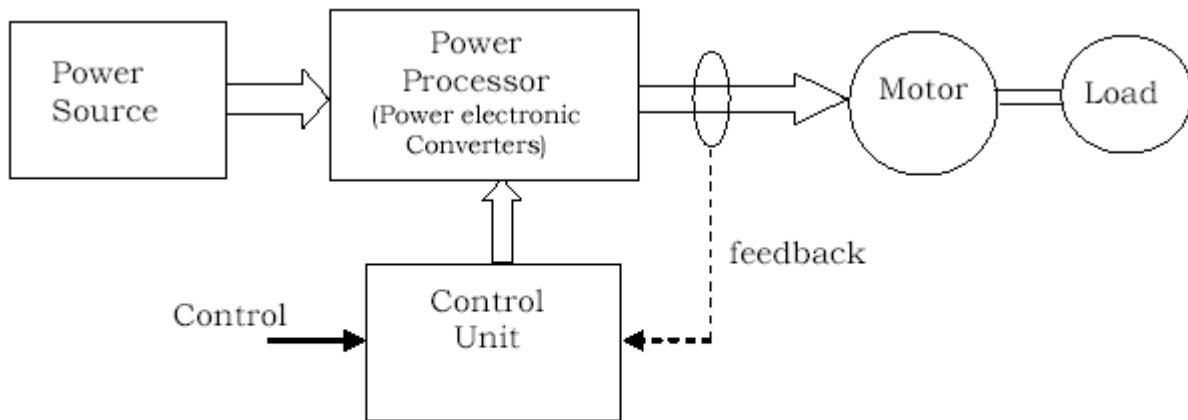 Power
Source
Power
Processor
(Power electronic
Converters)
Motor
Load
feedback
Control
Control
Unit